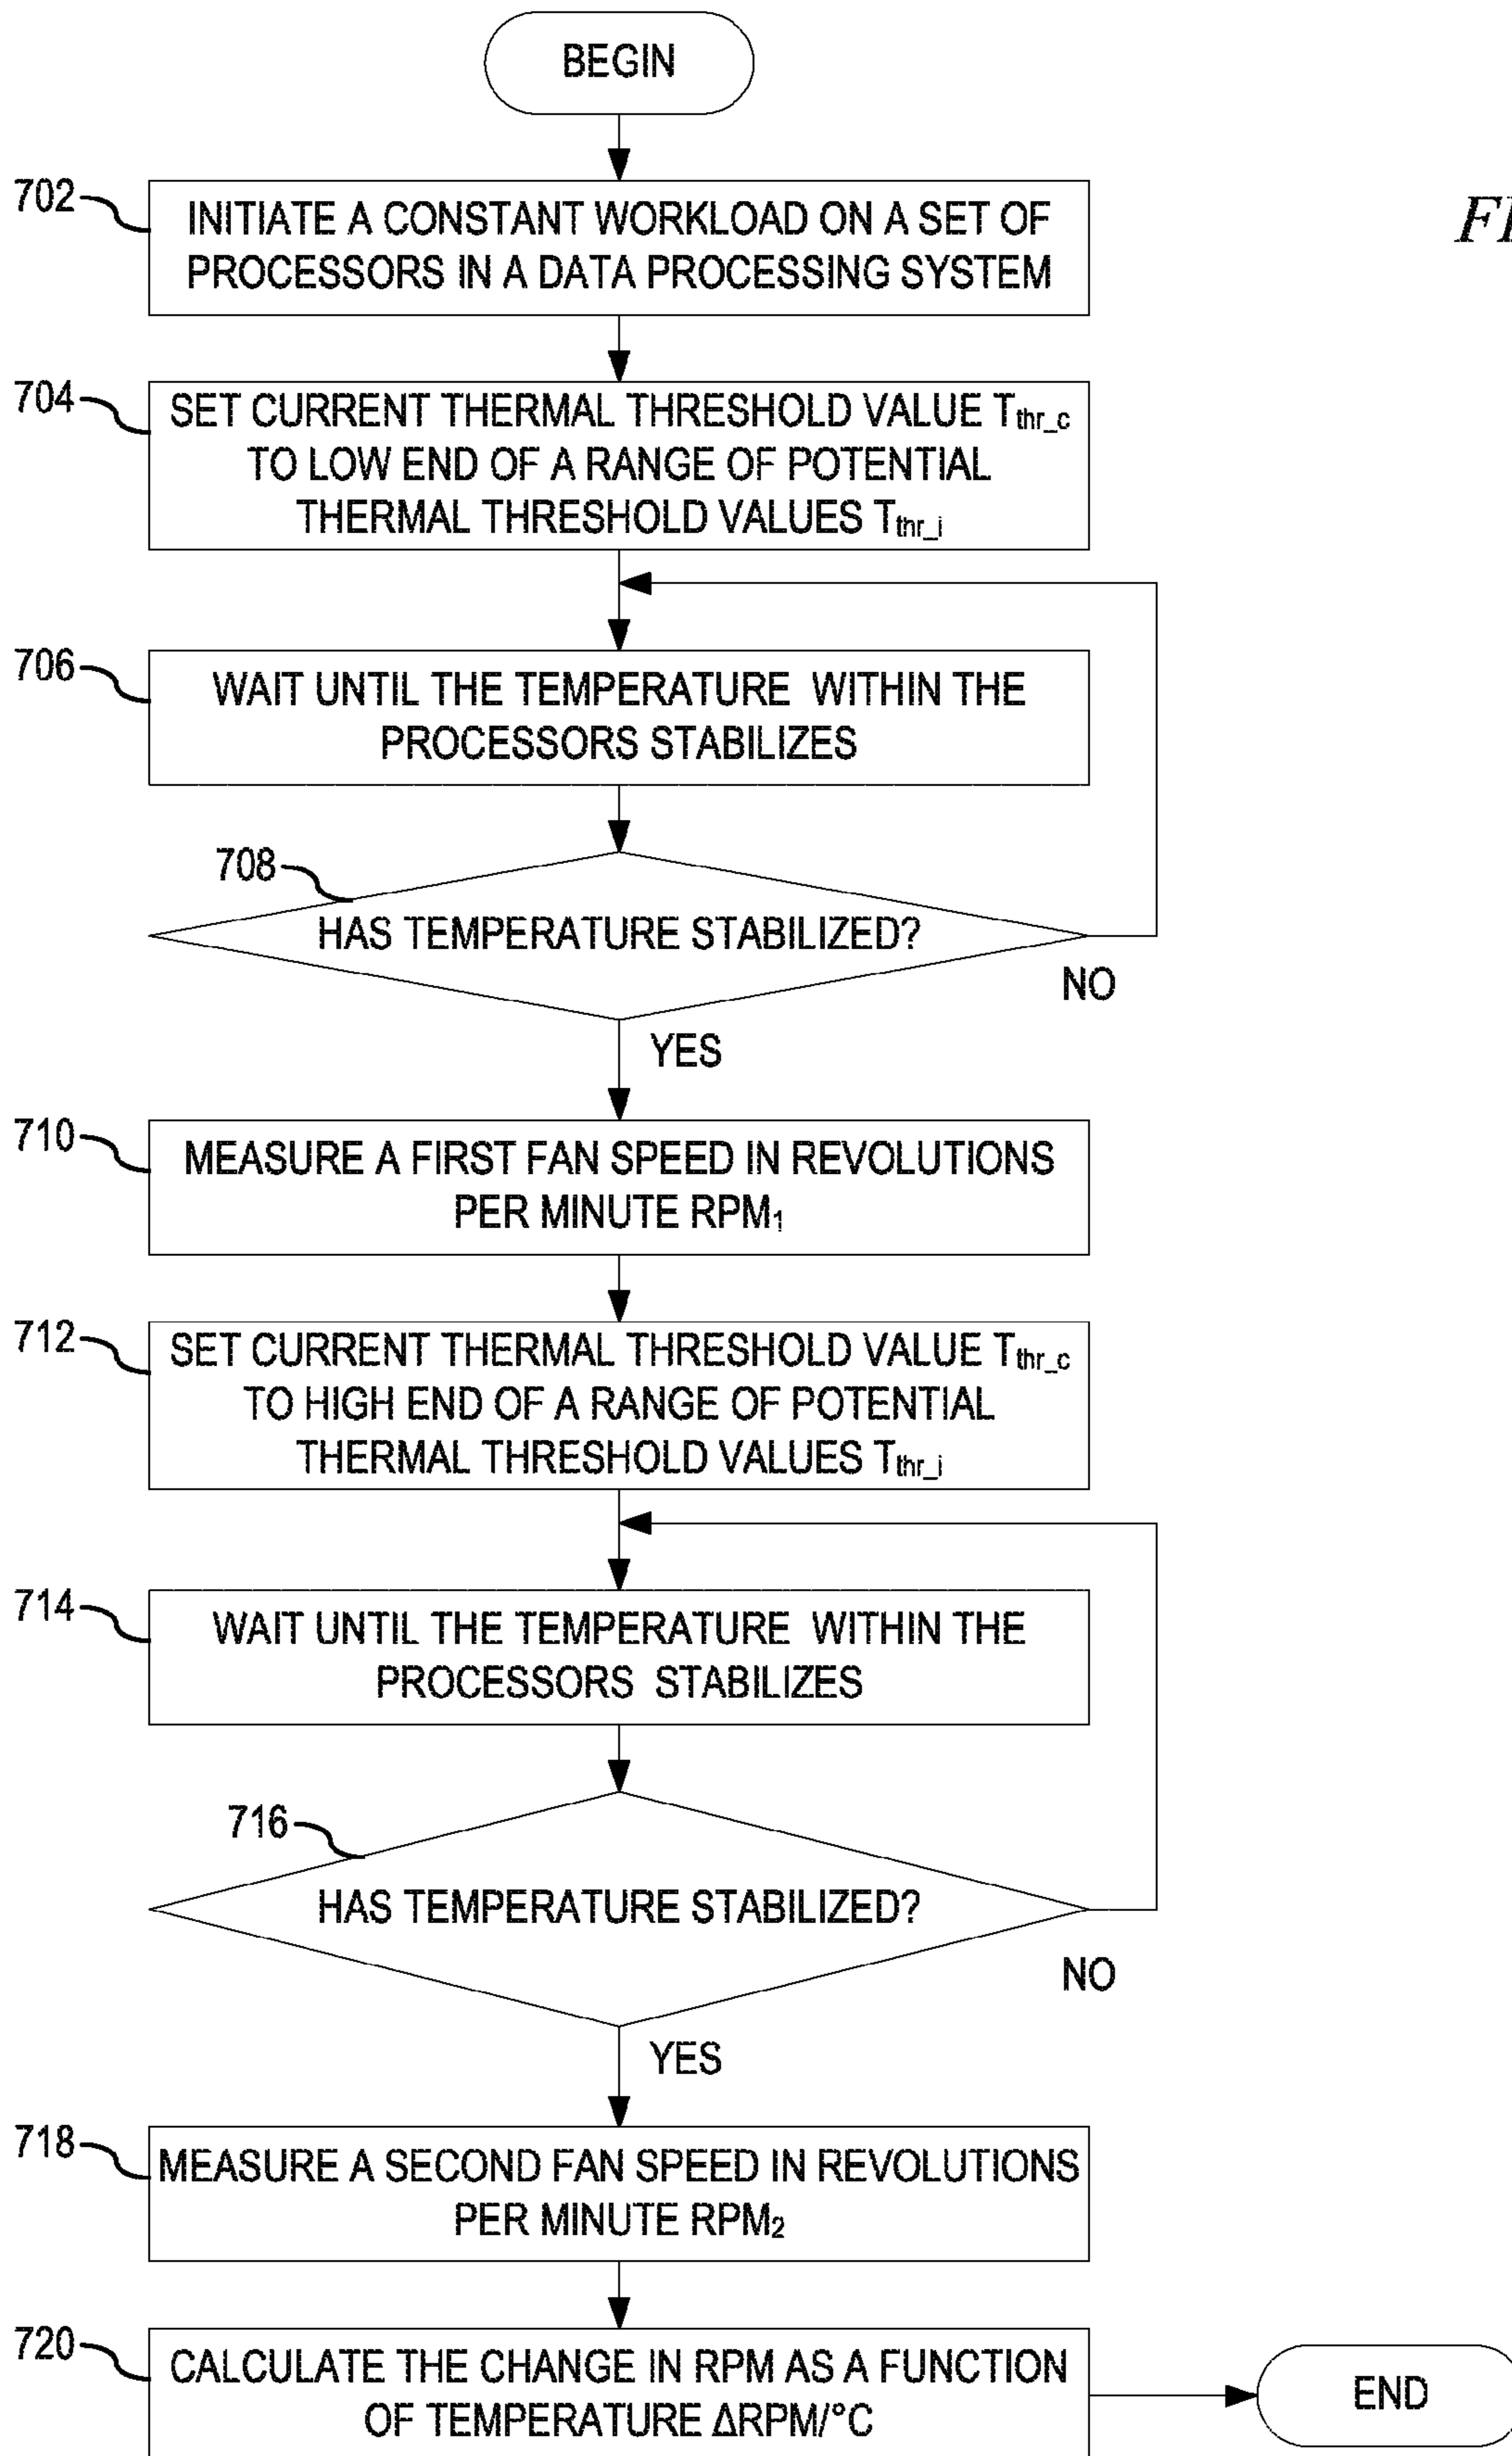 BEGIN
FI
702
INITIATE A CONSTANT WORKLOAD ON A SET OF
PROCESSORS IN A DATA PROCESSING SYSTEM
704
SET CURRENT THERMAL THRESHOLD VALUE Tthr_c
TO LOW END OF A RANGE OF POTENTIAL
THERMAL THRESHOLD VALUES Tthr_i
706
WAIT UNTIL THE TEMPERATURE WITHIN THE
PROCESSORS STABILIZES
708
HAS TEMPERATURE STABILIZED?
NO
YES
710
MEASURE A FIRST FAN SPEED IN REVOLUTIONS
PER MINUTE RPM₁
712
SET CURRENT THERMAL THRESHOLD VALUE Tthr_c
TO HIGH END OF A RANGE OF POTENTIAL
THERMAL THRESHOLD VALUES Tthr_i
714
WAIT UNTIL THE TEMPERATURE WITHIN THE
PROCESSORS STABILIZES
716
HAS TEMPERATURE STABILIZED?
NO
YES
718
MEASURE A SECOND FAN SPEED IN REVOLUTIONS
PER MINUTE RPM₂
720
CALCULATE THE CHANGE IN RPM AS A FUNCTION
OF TEMPERATURE ΔRPM/°C
END